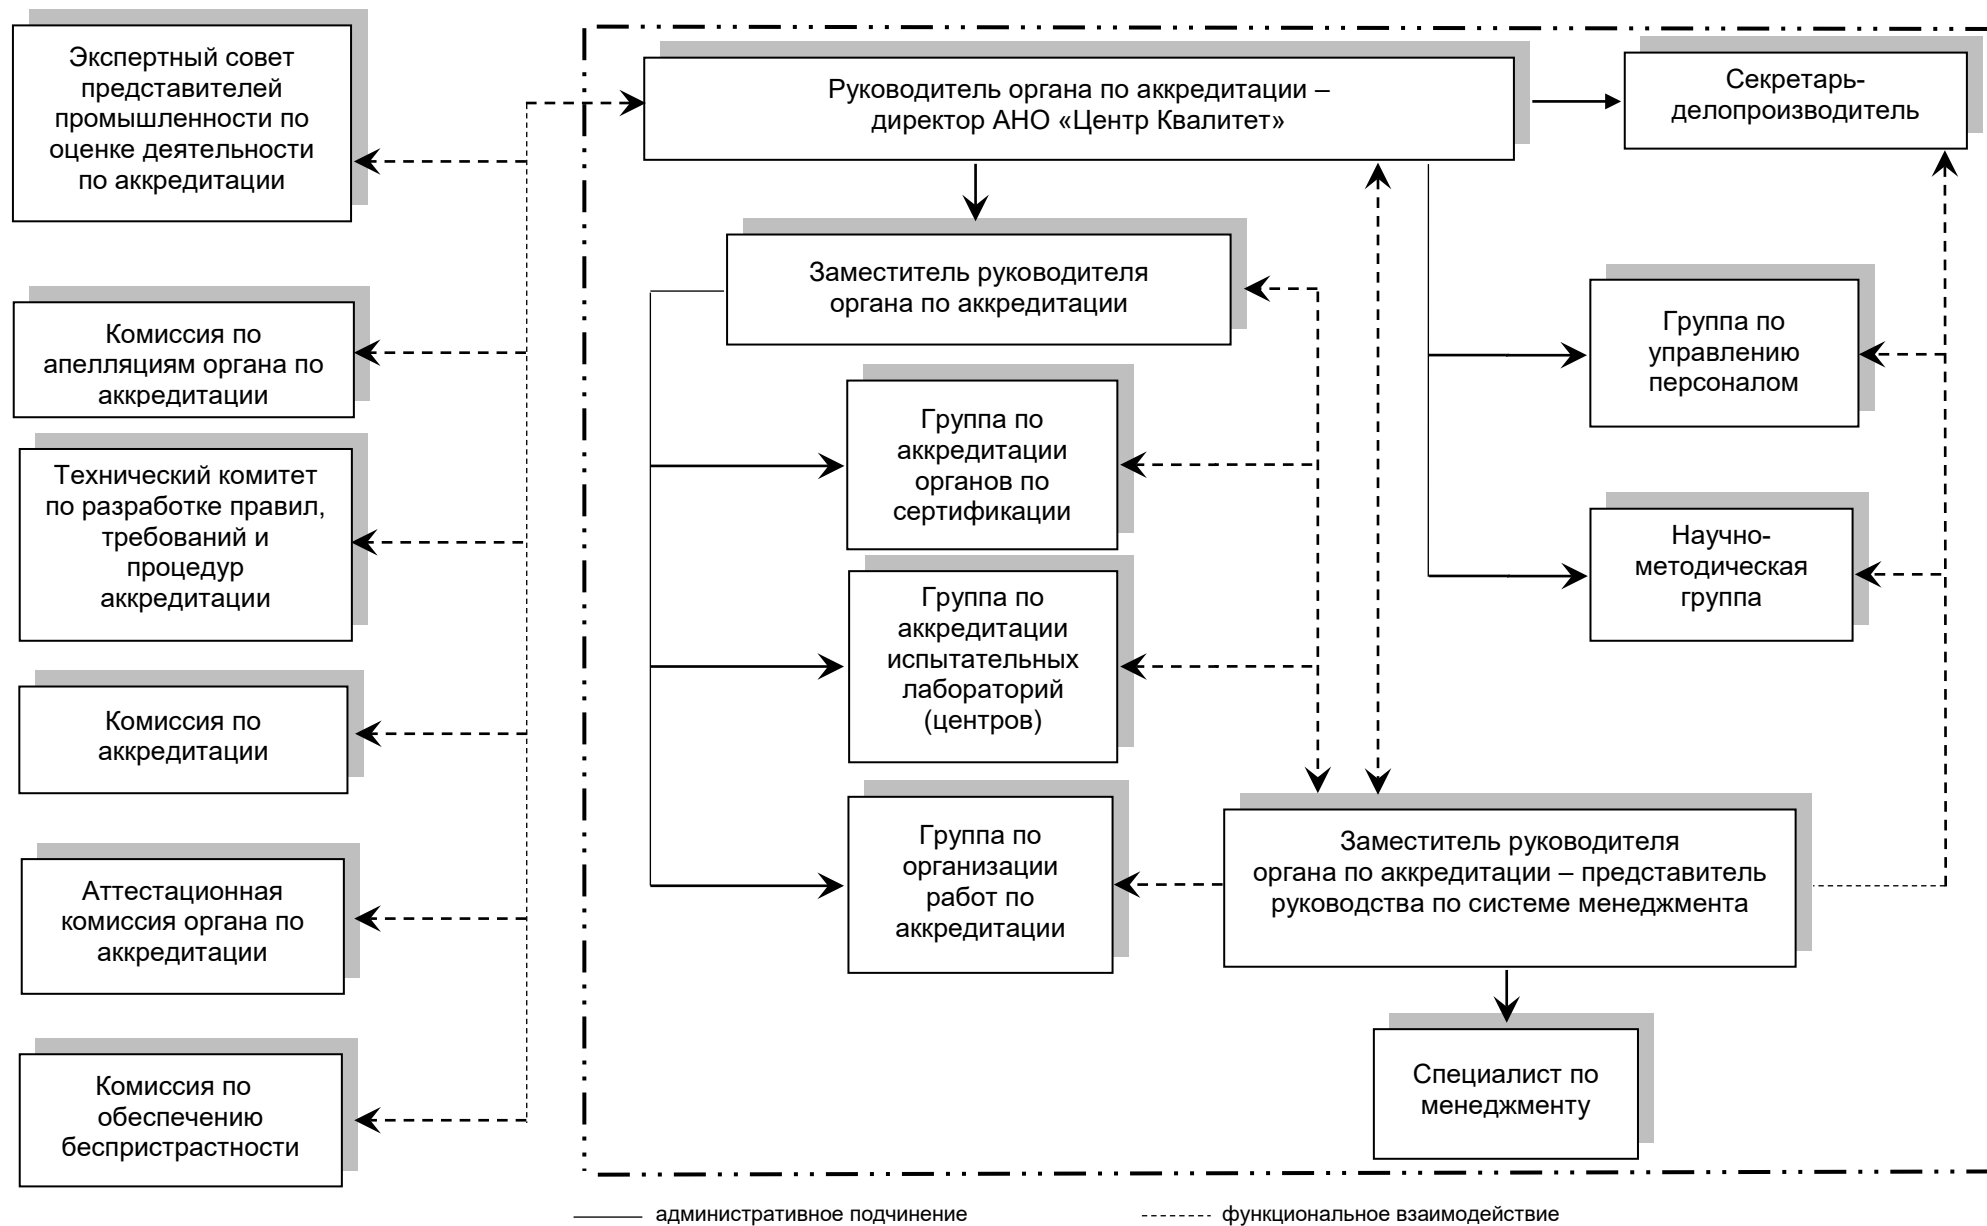 Экспертный совет
представителей
промышленности по
оценке деятельности
по аккредитации
Комиссия по
апелляциям органа по
аккредитации
Технический комитет
по разработке правил,
требований и
процедур
аккредитации
Комиссия по
аккредитации
Аттестационная
комиссия органа по
аккредитации
Комиссия по
обеспечению
беспристрастности
Руководитель органа по аккредитации –
директор АНО «Центр Квалитет»
Секретарь-
делопроизводитель
Заместитель руководителя
органа по аккредитации
Группа по
аккредитации
органов по
сертификации
Группа по
аккредитации
испытательных
лабораторий
(центров)
Группа по
организации
работ по
аккредитации
Группа по
управлению
персоналом
Научно-
методическая
группа
Заместитель руководителя
органа по аккредитации – представитель
руководства по системе менеджмента
Специалист по
менеджменту
административное подчинение
функциональное взаимодействие